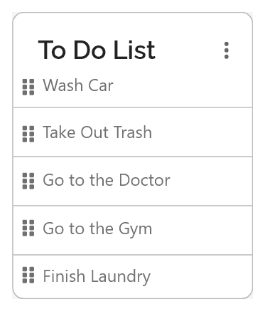 To Do List
Wash Car
Take Out Trash
Go to the Doctor
Go to the Gym
Finish Laundry